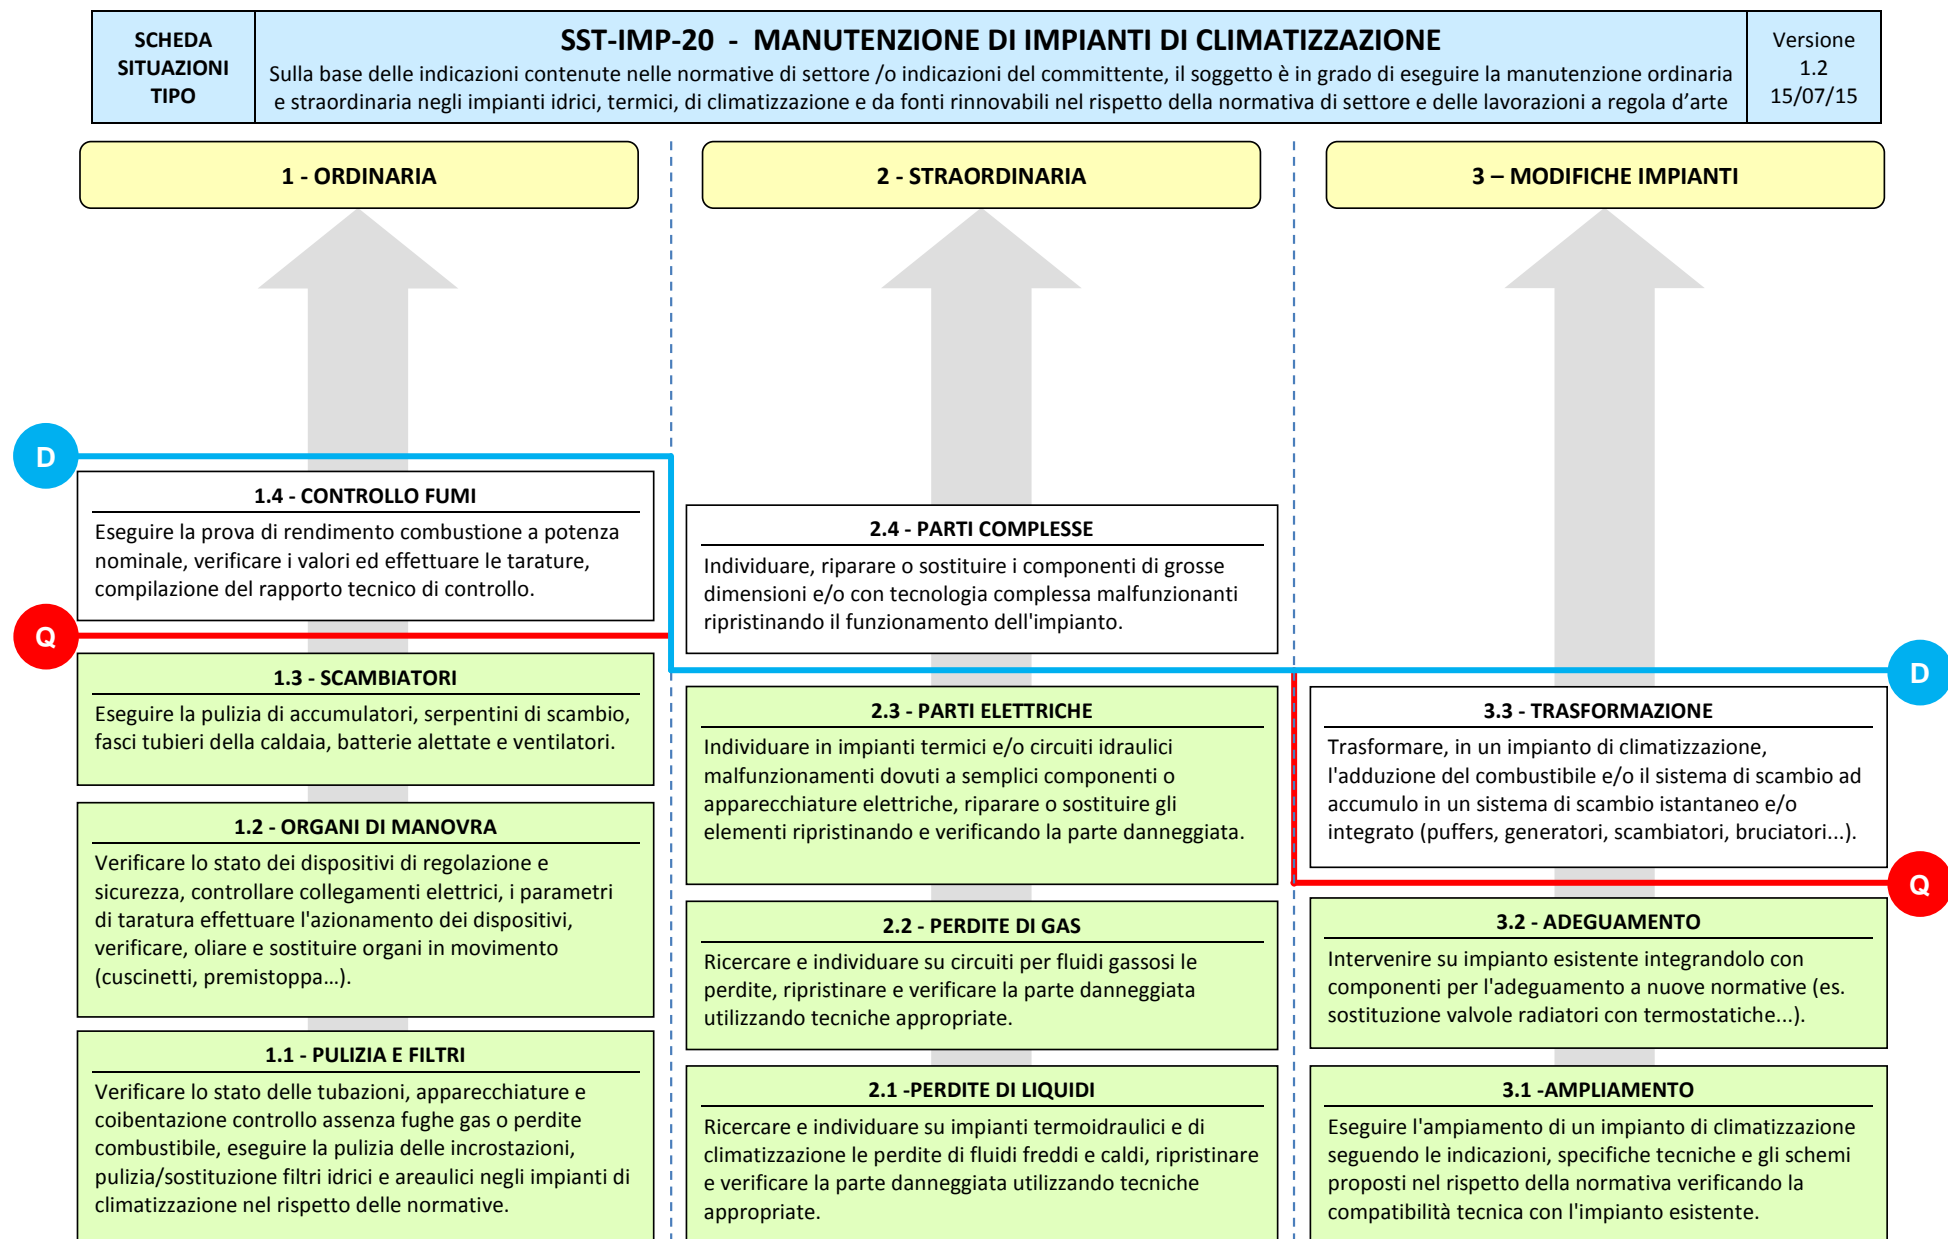 SCHEDA
SITUAZIONI
TIPO
SST-IMP-20 - MANUTENZIONE DI IMPIANTI DI CLIMATIZZAZIONE
Sulla base delle indicazioni contenute nelle normative di settore /o indicazioni del committente, il soggetto è in grado di eseguire la manutenzione ordinaria
e straordinaria negli impianti idrici, termici, di climatizzazione e da fonti rinnovabili nel rispetto della normativa di settore e delle lavorazioni a regola d'arte
Versione
1.2
15/07/15
1 - ORDINARIA
2 - STRAORDINARIA
3 – MODIFICHE IMPIANTI
D
1.4 - CONTROLLO FUMI
Eseguire la prova di rendimento combustione a potenza
nominale, verificare i valori ed effettuare le tarature,
compilazione del rapporto tecnico di controllo.
Q
1.3 - SCAMBIATORI
Eseguire la pulizia di accumulatori, serpentini di scambio,
fasci tubieri della caldaia, batterie alettate e ventilatori.
1.2 - ORGANI DI MANOVRA
Verificare lo stato dei dispositivi di regolazione e
sicurezza, controllare collegamenti elettrici, i parametri
di taratura effettuare l'azionamento dei dispositivi,
verificare, oliare e sostituire organi in movimento
(cuscinetti, premistoppa…).
1.1 - PULIZIA E FILTRI
Verificare lo stato delle tubazioni, apparecchiature e
coibentazione controllo assenza fughe gas o perdite
combustibile, eseguire la pulizia delle incrostazioni,
pulizia/sostituzione filtri idrici e areaulici negli impianti di
climatizzazione nel rispetto delle normative.
2.4 - PARTI COMPLESSE
Individuare, riparare o sostituire i componenti di grosse
dimensioni e/o con tecnologia complessa malfunzionanti
ripristinando il funzionamento dell'impianto.
2.3 - PARTI ELETTRICHE
Individuare in impianti termici e/o circuiti idraulici
malfunzionamenti dovuti a semplici componenti o
apparecchiature elettriche, riparare o sostituire gli
elementi ripristinando e verificando la parte danneggiata.
2.2 - PERDITE DI GAS
Ricercare e individuare su circuiti per fluidi gassosi le
perdite, ripristinare e verificare la parte danneggiata
utilizzando tecniche appropriate.
2.1 -PERDITE DI LIQUIDI
Ricercare e individuare su impianti termoidraulici e di
climatizzazione le perdite di fluidi freddi e caldi, ripristinare
e verificare la parte danneggiata utilizzando tecniche
appropriate.
D
3.3 - TRASFORMAZIONE
Trasformare, in un impianto di climatizzazione,
l'adduzione del combustibile e/o il sistema di scambio ad
accumulo in un sistema di scambio istantaneo e/o
integrato (puffers, generatori, scambiatori, bruciatori...).
Q
3.2 - ADEGUAMENTO
Intervenire su impianto esistente integrandolo con
componenti per l'adeguamento a nuove normative (es.
sostituzione valvole radiatori con termostatiche...).
3.1 -AMPLIAMENTO
Eseguire l'ampiamento di un impianto di climatizzazione
seguendo le indicazioni, specifiche tecniche e gli schemi
proposti nel rispetto della normativa verificando la
compatibilità tecnica con l'impianto esistente.